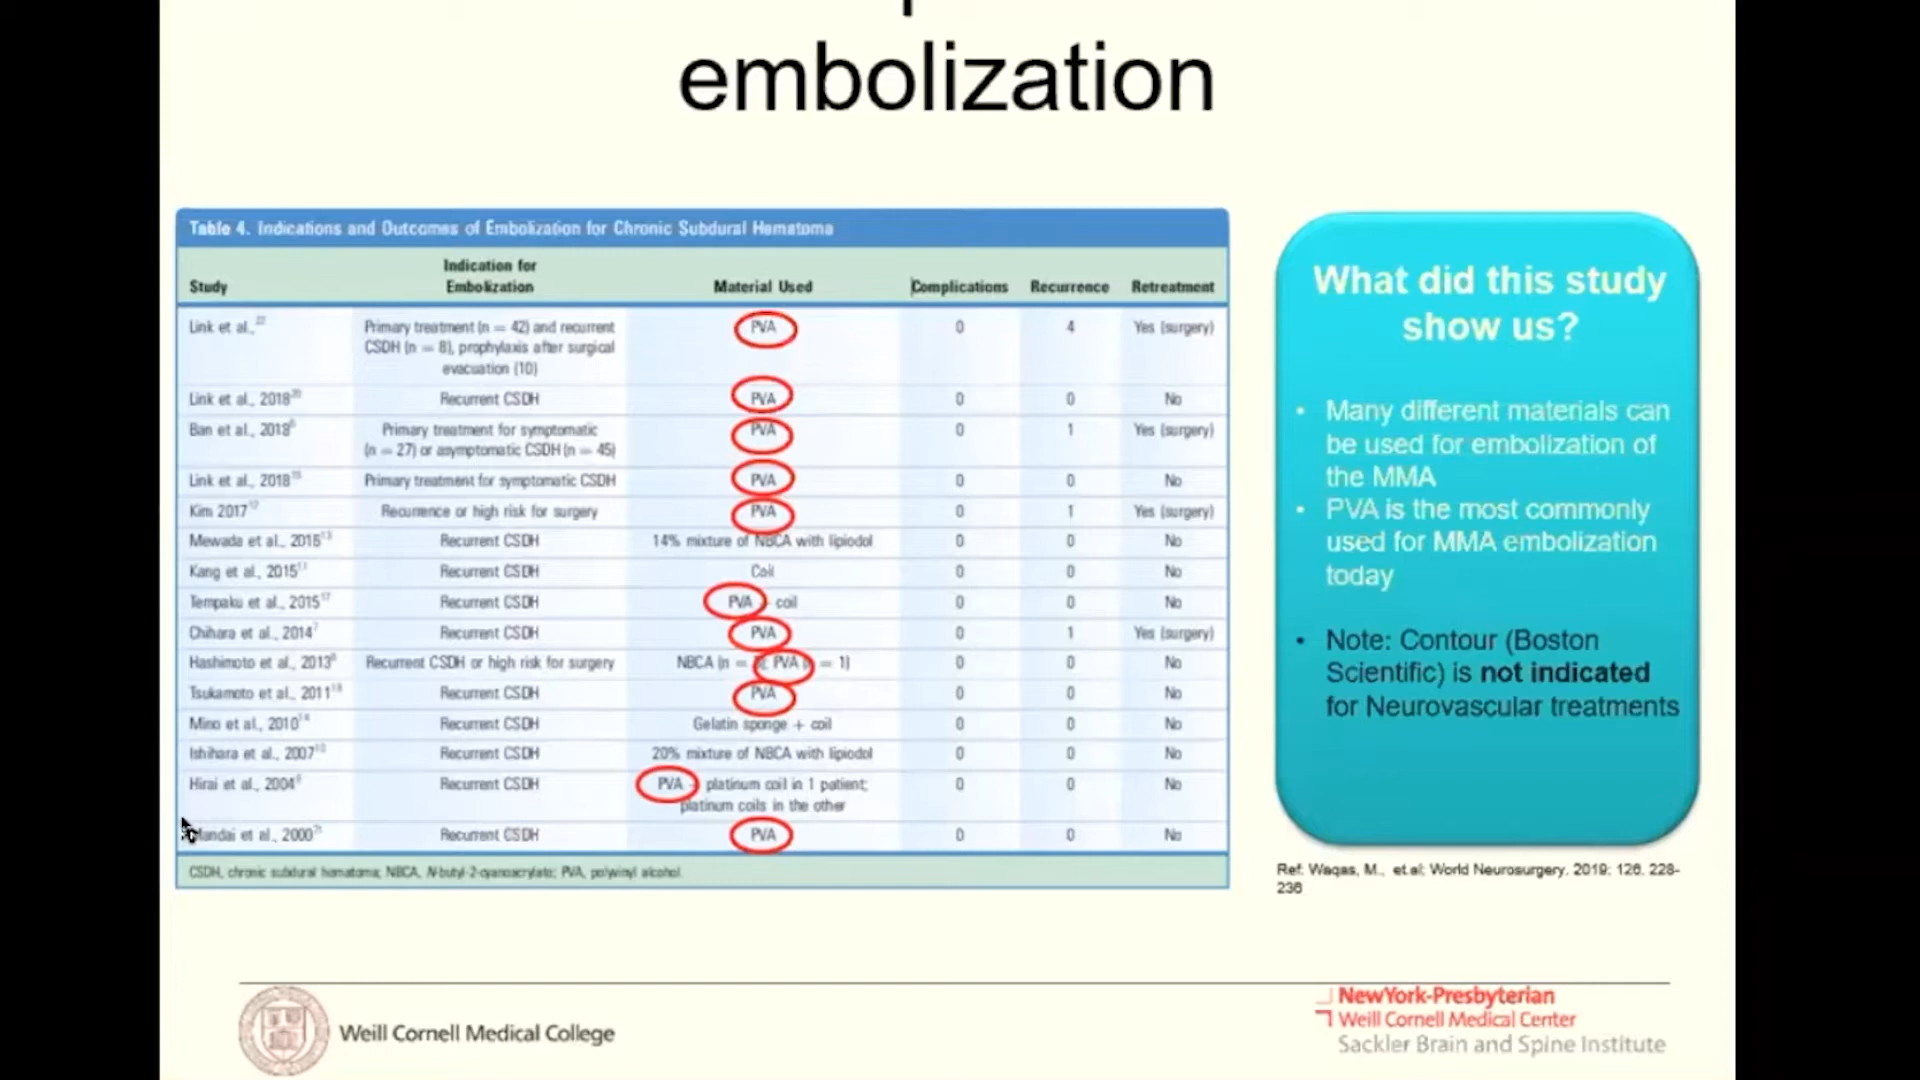 embolization
Table 4. Indications and Outcomes of Embolization for Chronic Subdural Hematoma
Study Indication for Embolization Material Used Complications Recurrence Retreatment
Link et al.,22 Primary treatment (n = 42) and recurrent PVA 0 4 Yes (surgery)
CSDH (n = 8), prophylaxis after surgical
evacuation (10)
Link et al., 2018 Recurrent CSDH PVA 0 0 No
Ban et al., 2018 Primary treatment for symptomatic PVA 0 1 Yes (surgery)
(n = 27) or asymptomatic CSDH (n = 45)
Link et al., 2018 Primary treatment for symptomatic CSDH PVA 0 0 No
Kim 2017 Recurrence or high risk for surgery PVA 0 1 Yes (surgery)
Mewada et al., 2016 Recurrent CSDH 14% mixture of NBCA with lipiodol 0 0 No
Kang et al., 2015 Recurrent CSDH Coil 0 0 No
Tempaku et al., 2015 Recurrent CSDH PVA coil 0 0 No
Chihara et al., 2014 Recurrent CSDH PVA 0 1 Yes (surgery)
Hashimoto et al., 2013 Recurrent CSDH or high risk for surgery NBCA (n = PVA = 1) 0 0 No
Tsukamoto et al., 2011 Recurrent CSDH PVA 0 0 No
Mino et al., 2010 Recurrent CSDH Gelatin sponge + coil 0 0 No
Ishihara et al., 2007 Recurrent CSDH 20% mixture of NBCA with lipiodol 0 0 No
Hirai et al., 2004 Recurrent CSDH PVA platinum coil in 1 patient; 0 0 No
platinum coils in the other
Mandai et al., 2000 Recurrent CSDH PVA 0 0 No
CSDH, chronic subdural hematoma; NBCA, N-butyl-2-cyanoacrylate; PVA, polyvinyl alcohol.
What did this study
show us?
• Many different materials can
be used for embolization of
the MMA
• PVA is the most commonly
used for MMA embolization
today
• Note: Contour (Boston
Scientific) is not indicated
for Neurovascular treatments
Ref: Waqas, M., et.al; World Neurosurgery. 2019: 126. 228-
236
Weill Cornell Medical College
NewYork-Presbyterian
Weill Cornell Medical Center
Sackler Brain and Spine Institute